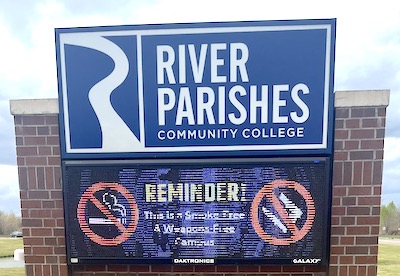 RIVER
PARISHES
COMMUNITY COLLEGE
REMINDER!
This is a Smoke-Free
& Weapons-Free
Campus
DAKTRONICS
GALAXY